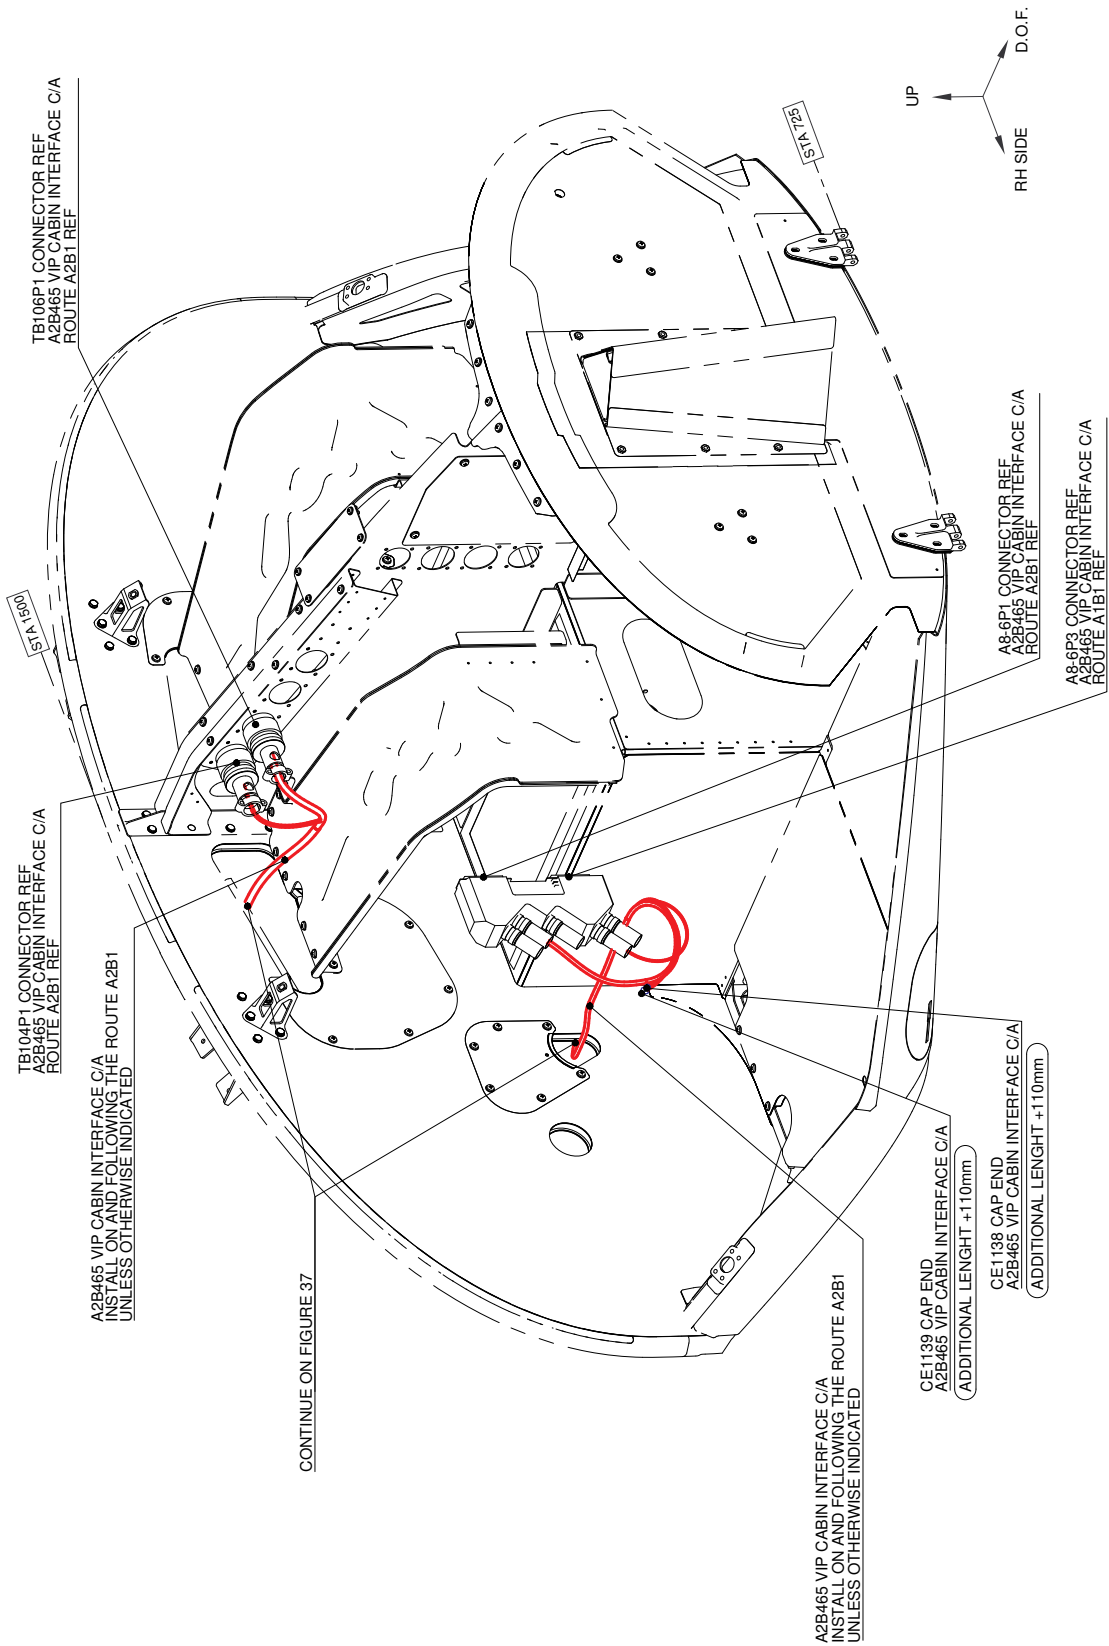 TB106P1 CONNECTOR REF
A2B465 VIP CABIN INTERFACE C/A
ROUTE A2B1 REF
STA 1500
TB104P1 CONNECTOR REF
A2B465 VIP CABIN INTERFACE C/A
ROUTE A2B1 REF
A2B465 VIP CABIN INTERFACE C/A
INSTALL ON AND FOLLOWING THE ROUTE A2B1
UNLESS OTHERWISE INDICATED
CONTINUE ON FIGURE 37
STA 725
UP
D.O.F.
RH SIDE
A8-6P1 CONNECTOR REF
A2B465 VIP CABIN INTERFACE C/A
ROUTE A2B1 REF
A8-6P3 CONNECTOR REF
A2B465 VIP CABIN INTERFACE C/A
ROUTE A1B1 REF
A2B465 VIP CABIN INTERFACE C/A
INSTALL ON AND FOLLOWING THE ROUTE A2B1
UNLESS OTHERWISE INDICATED
CE1139 CAP END
A2B465 VIP CABIN INTERFACE C/A
ADDITIONAL LENGHT +110mm
CE1138 CAP END
A2B465 VIP CABIN INTERFACE C/A
ADDITIONAL LENGHT +110mm